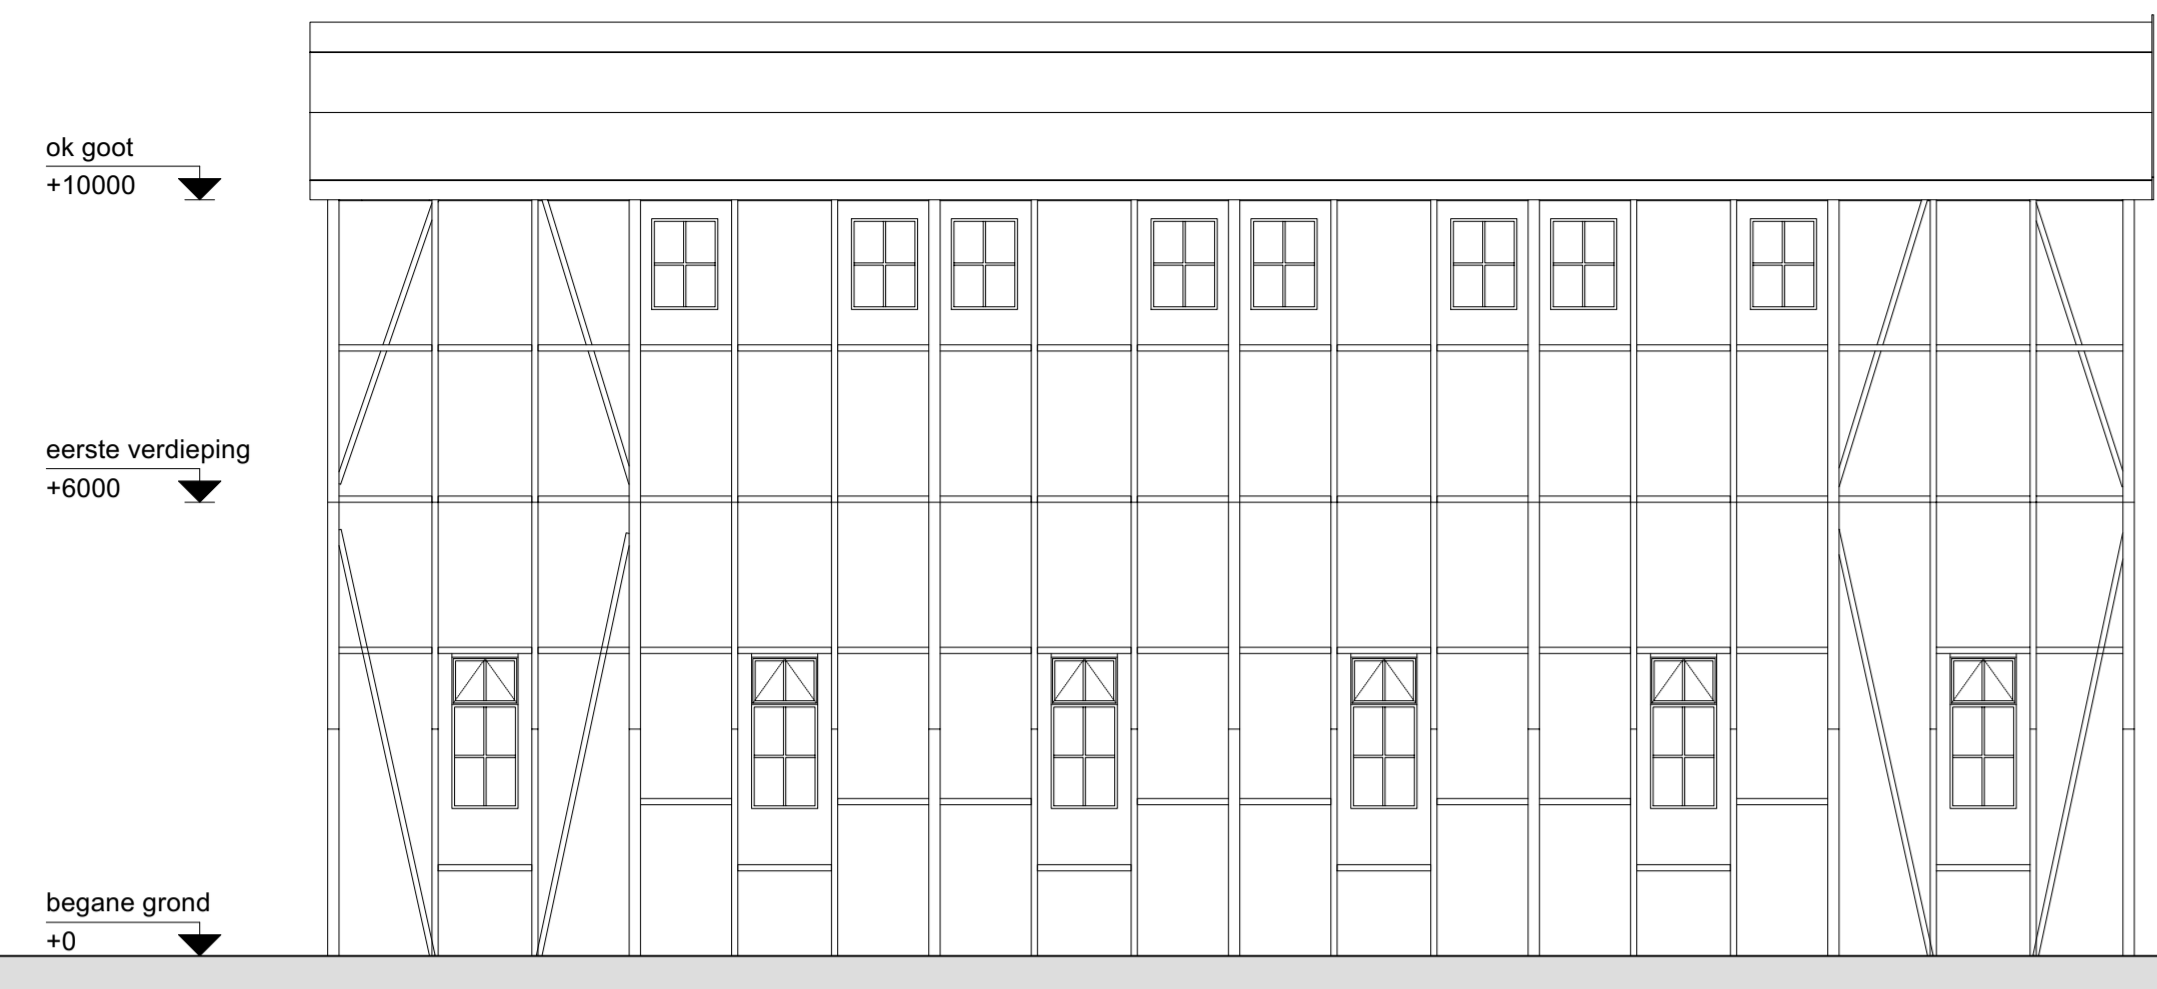 ok goot
+10000
eerste verdieping
+6000
begane grond
+0